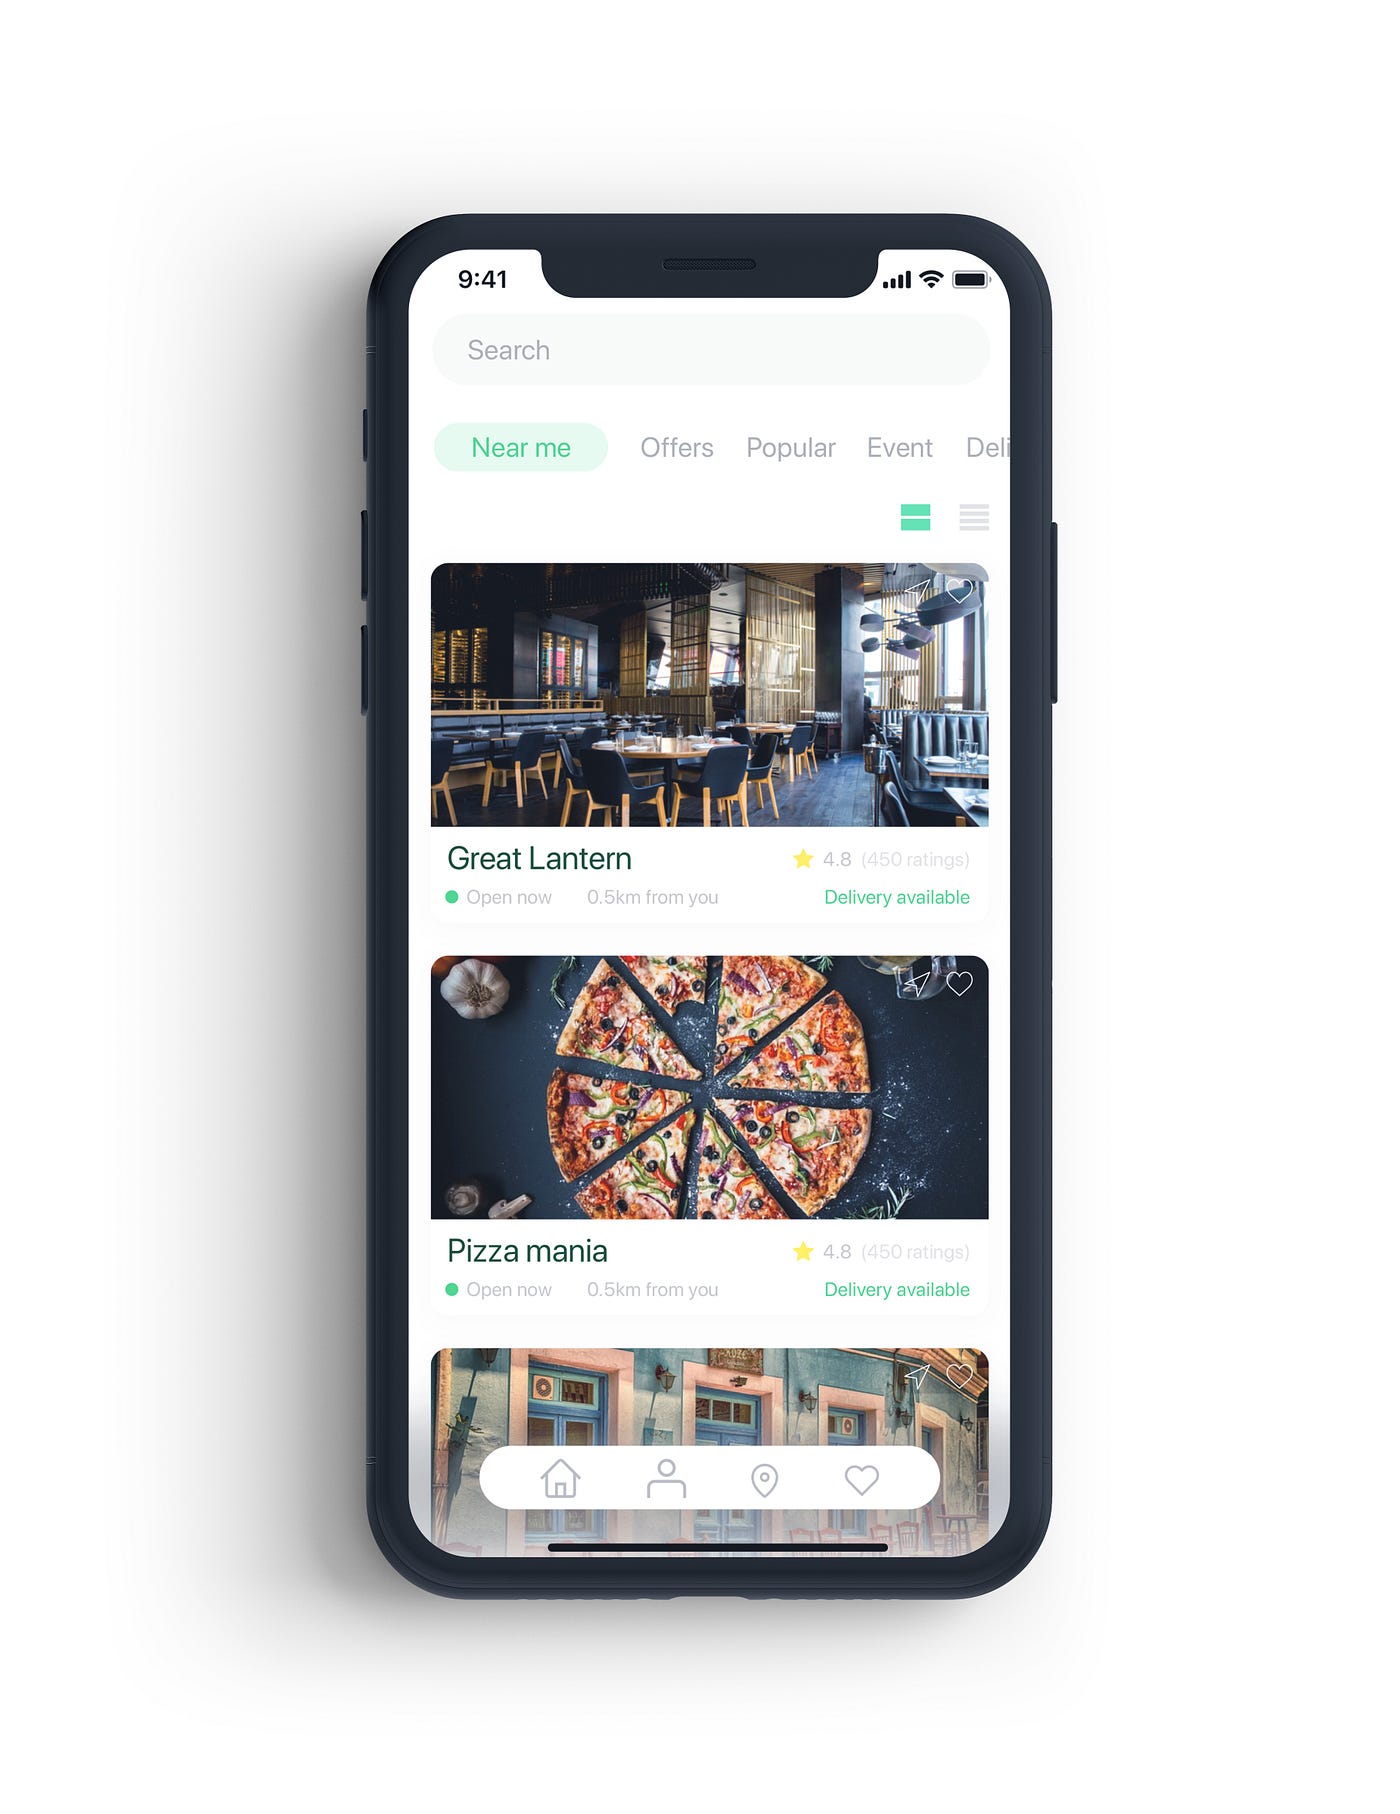 9:41
Search
Near me Offers Popular Event Deli
Great Lantern 4.8 (450 ratings)
Open now 0.5km from you Delivery available
Pizza mania 4.8 (450 ratings)
Open now 0.5km from you Delivery available